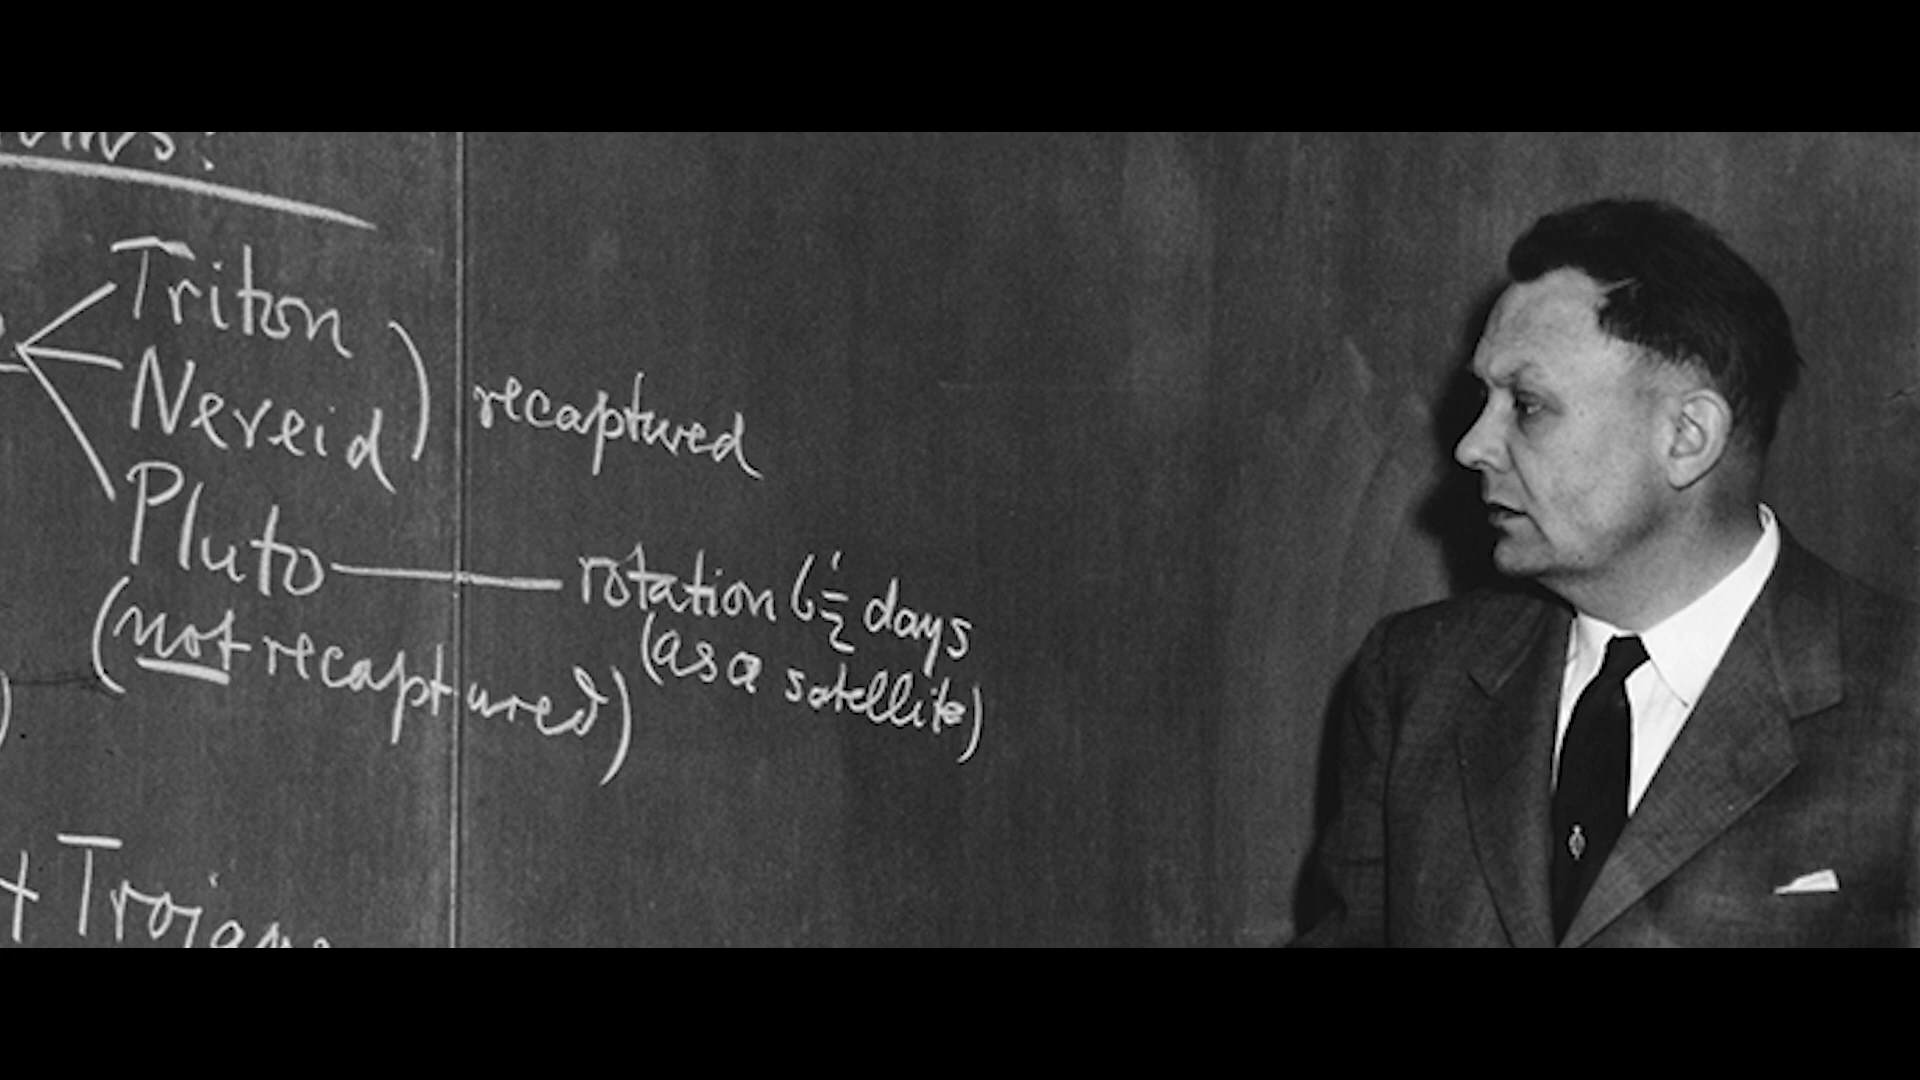 Triton
Nereid ) recaptured
Pluto — rotation 6½ days
(not recaptured) (as a satellite)
+ Trojans